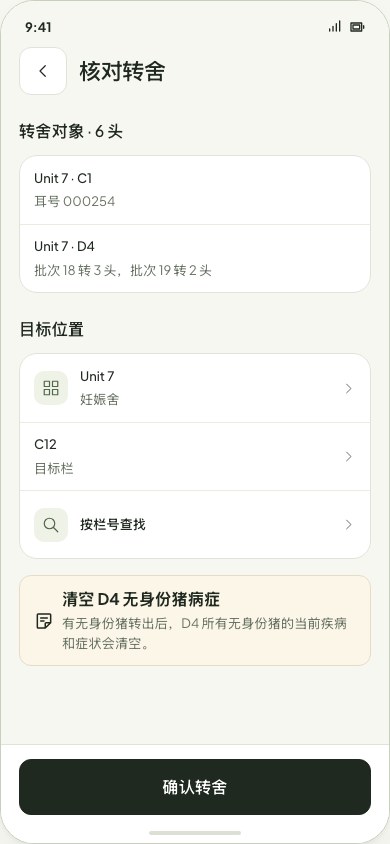 9:41
核对转舍
转舍对象 · 6 头
Unit 7 · C1
耳号 000254
Unit 7 · D4
批次 18 转 3 头，批次 19 转 2 头
目标位置
Unit 7
妊娠舍
C12
目标栏
按栏号查找
清空 D4 无身份猪病症
有无身份猪转出后，D4 所有无身份猪的当前疾病
和症状会清空。
确认转舍